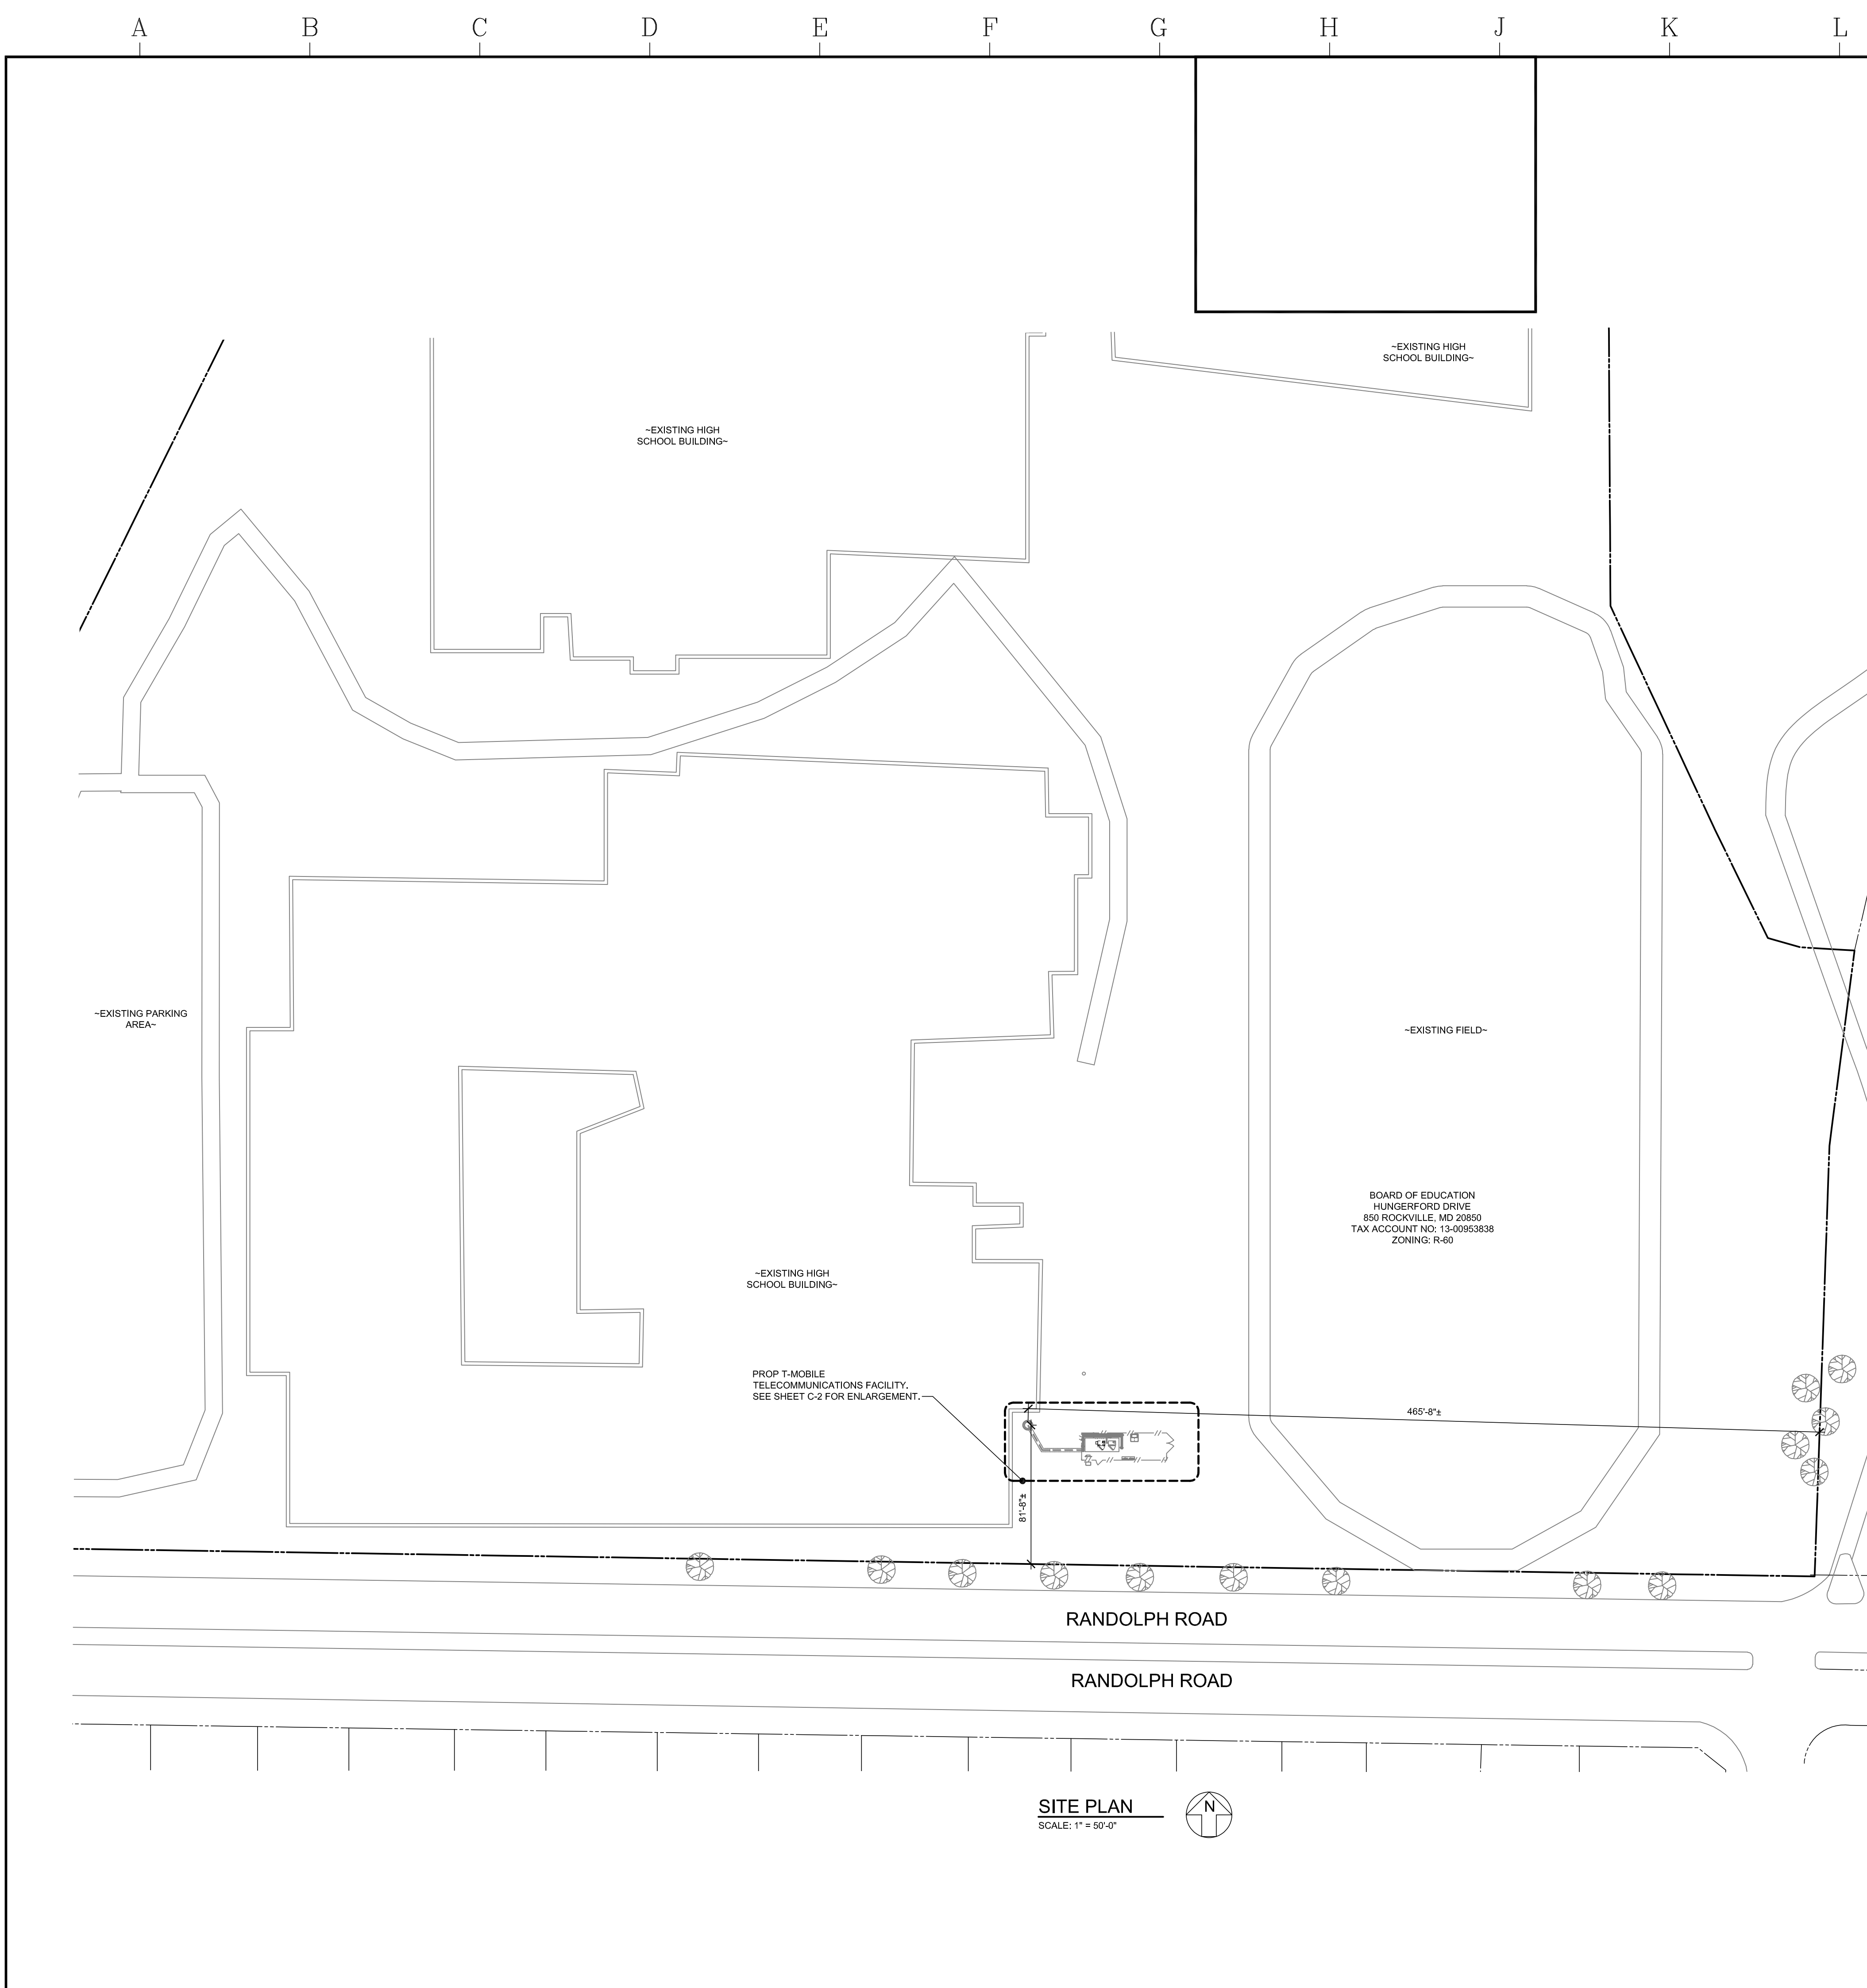 A B C D E F G H J K L
~EXISTING HIGH
SCHOOL BUILDING~
~EXISTING HIGH
SCHOOL BUILDING~
~EXISTING PARKING
AREA~
~EXISTING FIELD~
BOARD OF EDUCATION
HUNGERFORD DRIVE
850 ROCKVILLE, MD 20850
TAX ACCOUNT NO: 13-00953838
ZONING: R-60
~EXISTING HIGH
SCHOOL BUILDING~
PROP T-MOBILE
TELECOMMUNICATIONS FACILITY.
SEE SHEET C-2 FOR ENLARGEMENT.
465'-8"±
81'-8"±
RANDOLPH ROAD
RANDOLPH ROAD
SITE PLAN
SCALE: 1" = 50'-0"
N